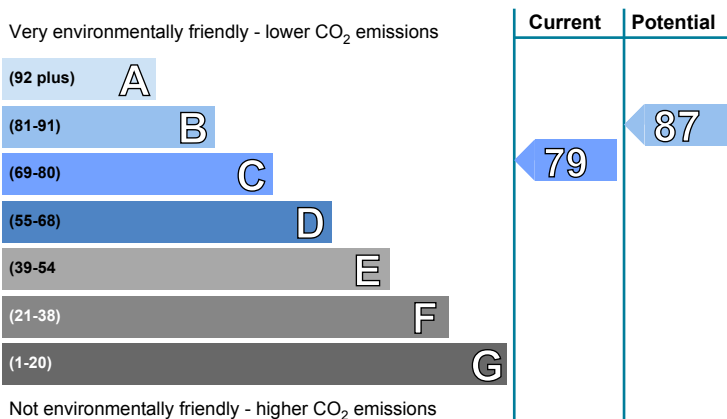 Very environmentally friendly - lower CO2 emissions
Current
Potential
(92 plus) A
(81-91) B
(69-80) C
(55-68) D
(39-54 E
(21-38) F
(1-20) G
79
87
Not environmentally friendly - higher CO2 emissions